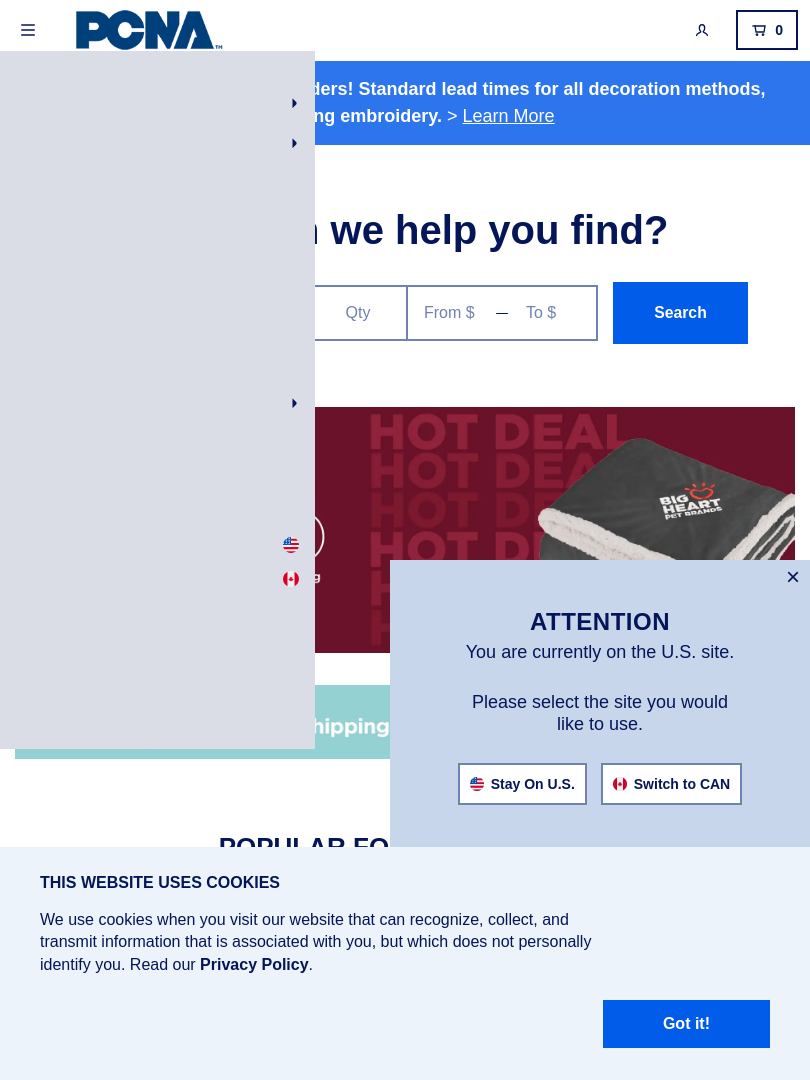 PCNA™
0
ders! Standard lead times for all decoration methods,
ng embroidery. > Learn More
we help you find?
Qty
From $ — To $
Search
HOT DEAL
HOT DEA
HOT DE
HOT D
BIG
HEART
PET BRANDS
g
×
ATTENTION
You are currently on the U.S. site.
Please select the site you would
like to use.
Stay On U.S.
Switch to CAN
hipping
POPULAR FO
THIS WEBSITE USES COOKIES
We use cookies when you visit our website that can recognize, collect, and
transmit information that is associated with you, but which does not personally
identify you. Read our Privacy Policy.
Got it!